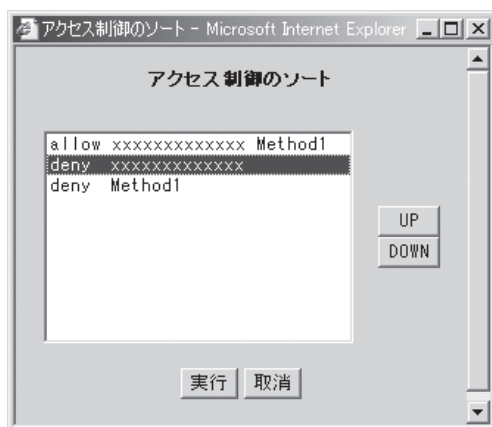 アクセス制御のソート - Microsoft Internet Explorer
アクセス制御のソート
allow xxxxxxxxxxxxx Method1
deny xxxxxxxxxxxxx
deny Method1
UP
DOWN
実行 取消